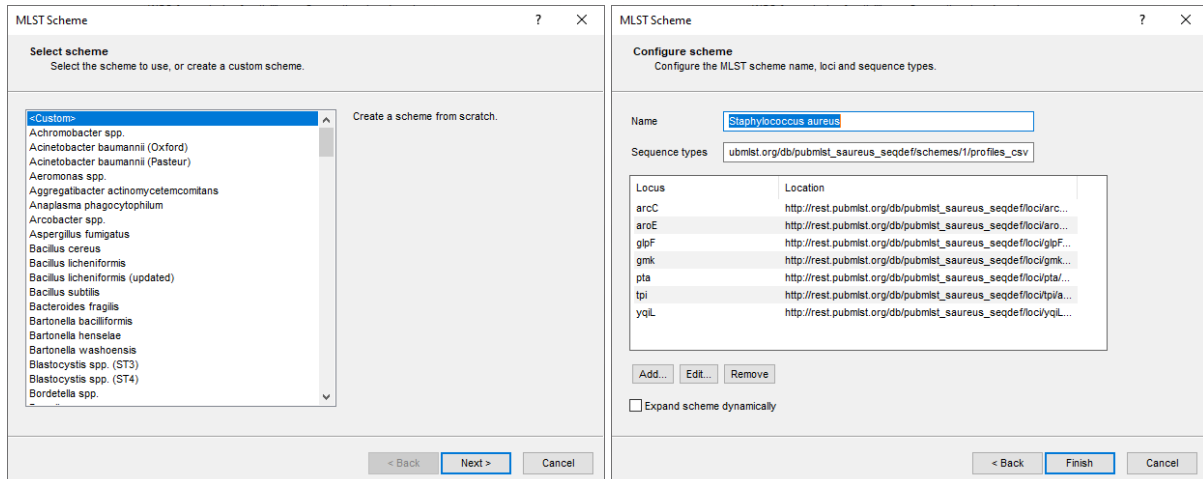 MLST Scheme
?
Select scheme
Select the scheme to use, or create a custom scheme.
<Custom>
Achromobacter spp.
Acinetobacter baumannii (Oxford)
Acinetobacter baumannii (Pasteur)
Aeromonas spp.
Aggregatibacter actinomycetemcomitans
Anaplasma phagocytophilum
Arcobacter spp.
Aspergillus fumigatus
Bacillus cereus
Bacillus licheniformis
Bacillus licheniformis (updated)
Bacillus subtilis
Bacteroides fragilis
Bartonella bacilliformis
Bartonella henselae
Bartonella washoensis
Blastocystis spp. (ST3)
Blastocystis spp. (ST4)
Bordetella spp.
Create a scheme from scratch.
< Back Next > Cancel
MLST Scheme
?
Configure scheme
Configure the MLST scheme name, loci and sequence types.
Name Staphylococcus aureus
Sequence types ubmlst.org/db/pubmlst_saureus_seqdef/schemes/1/profiles_csv
Locus Location
arcC http://rest.pubmlst.org/db/pubmlst_saureus_seqdef/loci/arc...
aroE http://rest.pubmlst.org/db/pubmlst_saureus_seqdef/loci/aro...
glpF http://rest.pubmlst.org/db/pubmlst_saureus_seqdef/loci/glpF...
gmk http://rest.pubmlst.org/db/pubmlst_saureus_seqdef/loci/gmk...
pta http://rest.pubmlst.org/db/pubmlst_saureus_seqdef/loci/pta/...
tpi http://rest.pubmlst.org/db/pubmlst_saureus_seqdef/loci/tpi/a...
yqiL http://rest.pubmlst.org/db/pubmlst_saureus_seqdef/loci/yqiL...
Add... Edit... Remove
Expand scheme dynamically
< Back Finish Cancel